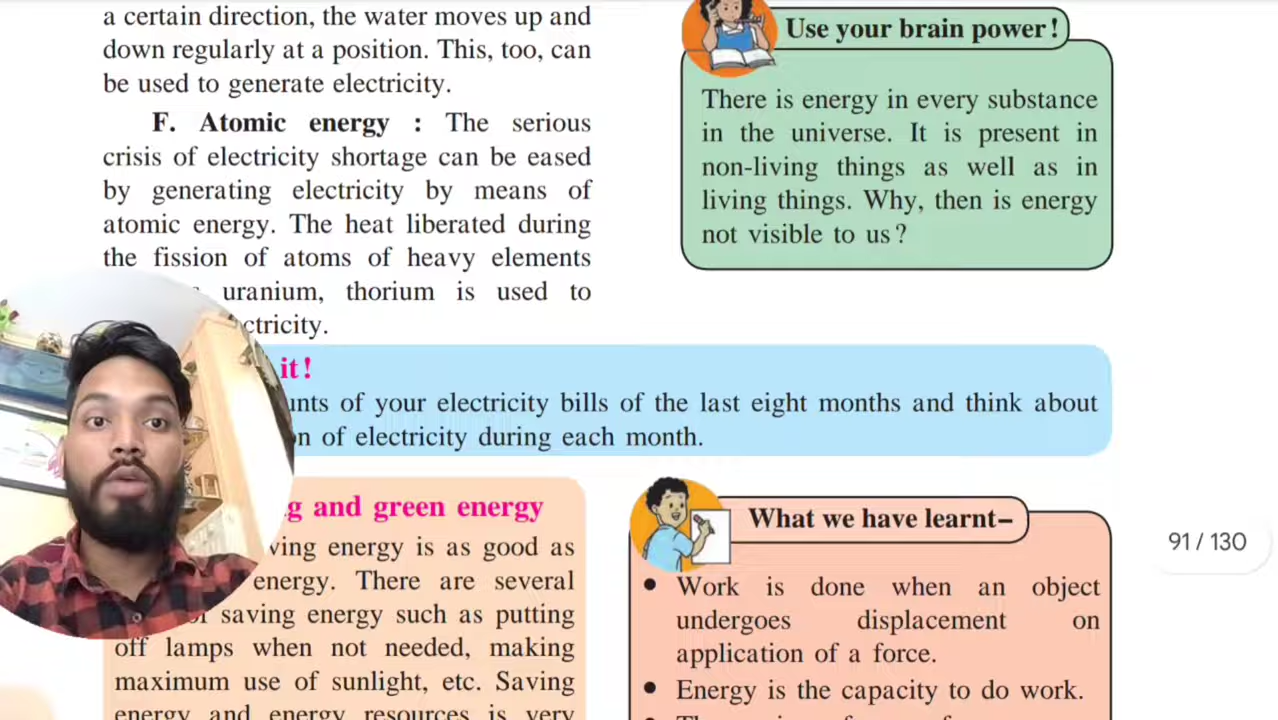 a certain direction, the water moves up and
down regularly at a position. This, too, can
be used to generate electricity.
F. Atomic energy : The serious
crisis of electricity shortage can be eased
by generating electricity by means of
atomic energy. The heat liberated during
the fission of atoms of heavy elements
uranium, thorium is used to
Use your brain power!
There is energy in every substance
in the universe. It is present in
non-living things as well as in
living things. Why, then is energy
not visible to us?
it!
of your electricity bills of the last eight months and think about
of electricity during each month.
and green energy
energy is as good as
energy. There are several
saving energy such as putting
off lamps when not needed, making
maximum use of sunlight, etc. Saving
energy and energy resources is very
What we have learnt–
• Work is done when an object
undergoes displacement on
application of a force.
• Energy is the capacity to do work.
91 / 130